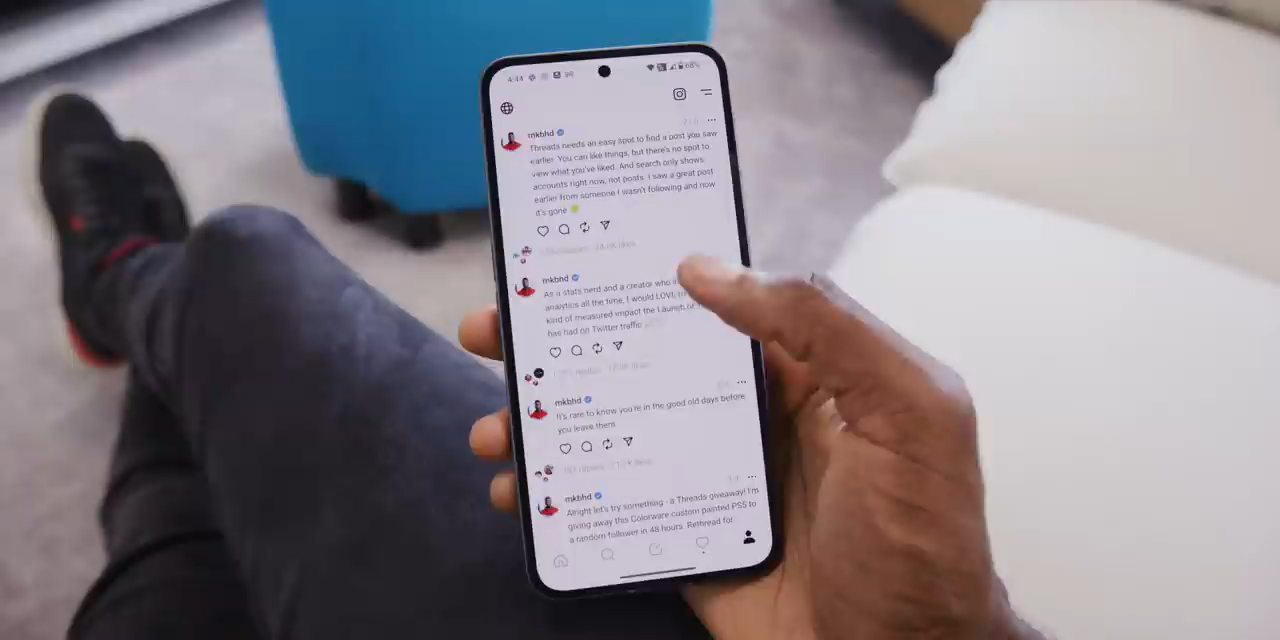 4:44
68%
mkbhd
Threads needs an easy spot to find a post you saw
earlier. You can like things, but there's no spot to
view what you've liked. And search only shows
accounts right now, not posts. I saw a great post
earlier from someone I wasn't following and now
it's gone
mkbhd
As a stats nerd and a creator who
analytics all the time, I would LOVE
kind of measured impact the Launch of
has had on Twitter traffic
mkbhd
It's rare to know you're in the good old days before
you leave them
mkbhd
Alright let's try something - a Threads giveaway! I'm
giving away this Colorware custom painted PS5 to
a random follower in 48 hours. Rethread for